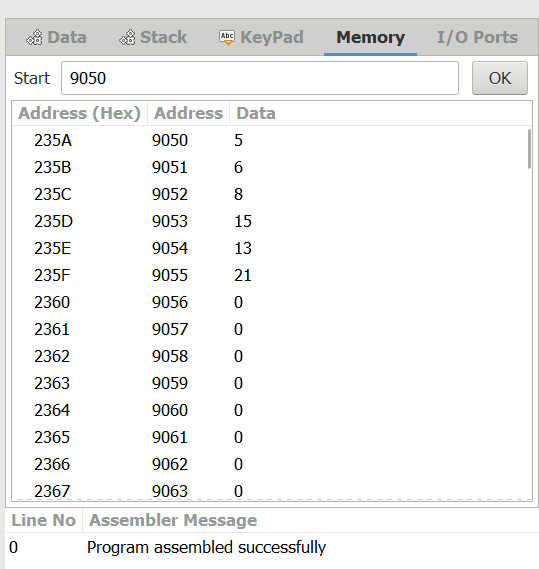 Data Stack Abc KeyPad Memory I/O Ports
Start 9050 OK
Address (Hex) Address Data
235A 9050 5
235B 9051 6
235C 9052 8
235D 9053 15
235E 9054 13
235F 9055 21
2360 9056 0
2361 9057 0
2362 9058 0
2363 9059 0
2364 9060 0
2365 9061 0
2366 9062 0
2367 9063 0
Line No Assembler Message
0 Program assembled successfully